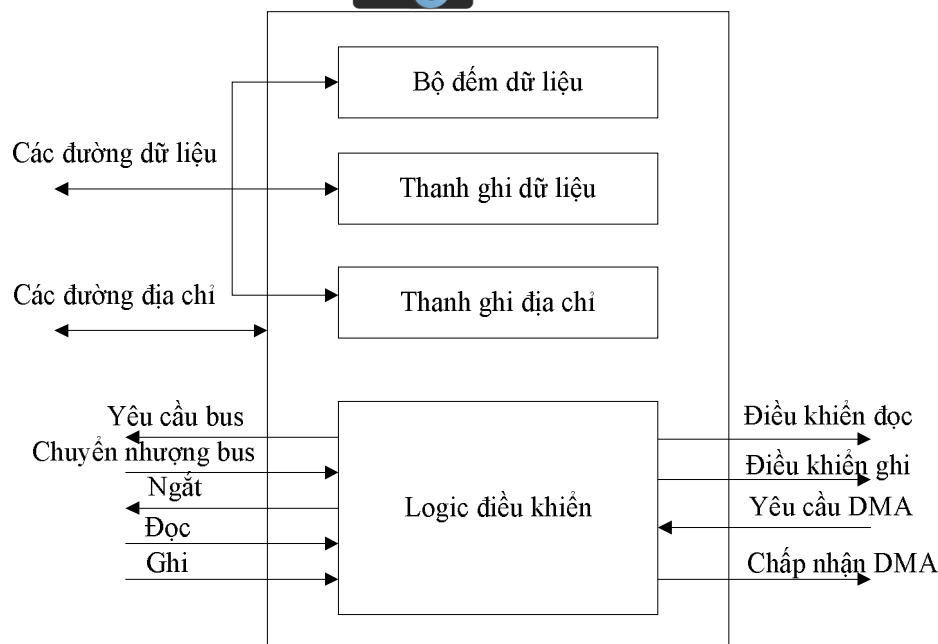 Bộ đếm dữ liệu
Các đường dữ liệu
Thanh ghi dữ liệu
Các đường địa chỉ
Thanh ghi địa chỉ
Yêu cầu bus
Chuyển nhượng bus
Ngắt
Đọc
Ghi
Logic điều khiển
Điều khiển đọc
Điều khiển ghi
Yêu cầu DMA
Chấp nhận DMA